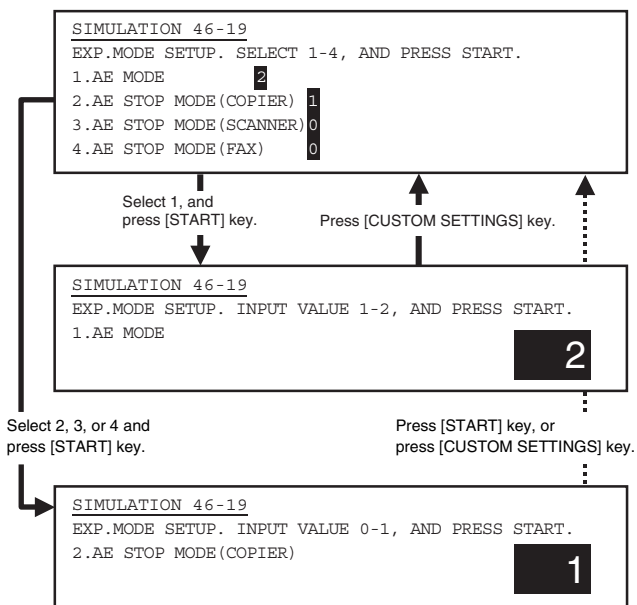 SIMULATION 46-19
EXP.MODE SETUP. SELECT 1-4, AND PRESS START.
1.AE MODE 2
2.AE STOP MODE(COPIER) 1
3.AE STOP MODE(SCANNER) 0
4.AE STOP MODE(FAX) 0
Select 1, and
press [START] key.
Press [CUSTOM SETTINGS] key.
SIMULATION 46-19
EXP.MODE SETUP. INPUT VALUE 1-2, AND PRESS START.
1.AE MODE
2
Select 2, 3, or 4 and
press [START] key.
Press [START] key, or
press [CUSTOM SETTINGS] key.
SIMULATION 46-19
EXP.MODE SETUP. INPUT VALUE 0-1, AND PRESS START.
2.AE STOP MODE(COPIER)
1